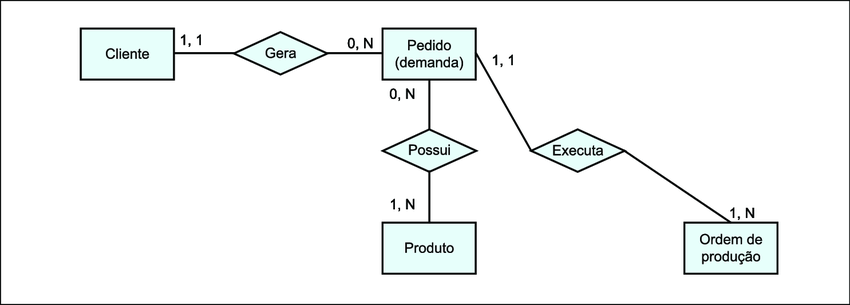 Cliente
1, 1
Gera
0, N
Pedido
(demanda)
1, 1
0, N
Possui
Executa
1, N
Produto
1, N
Ordem de
produção